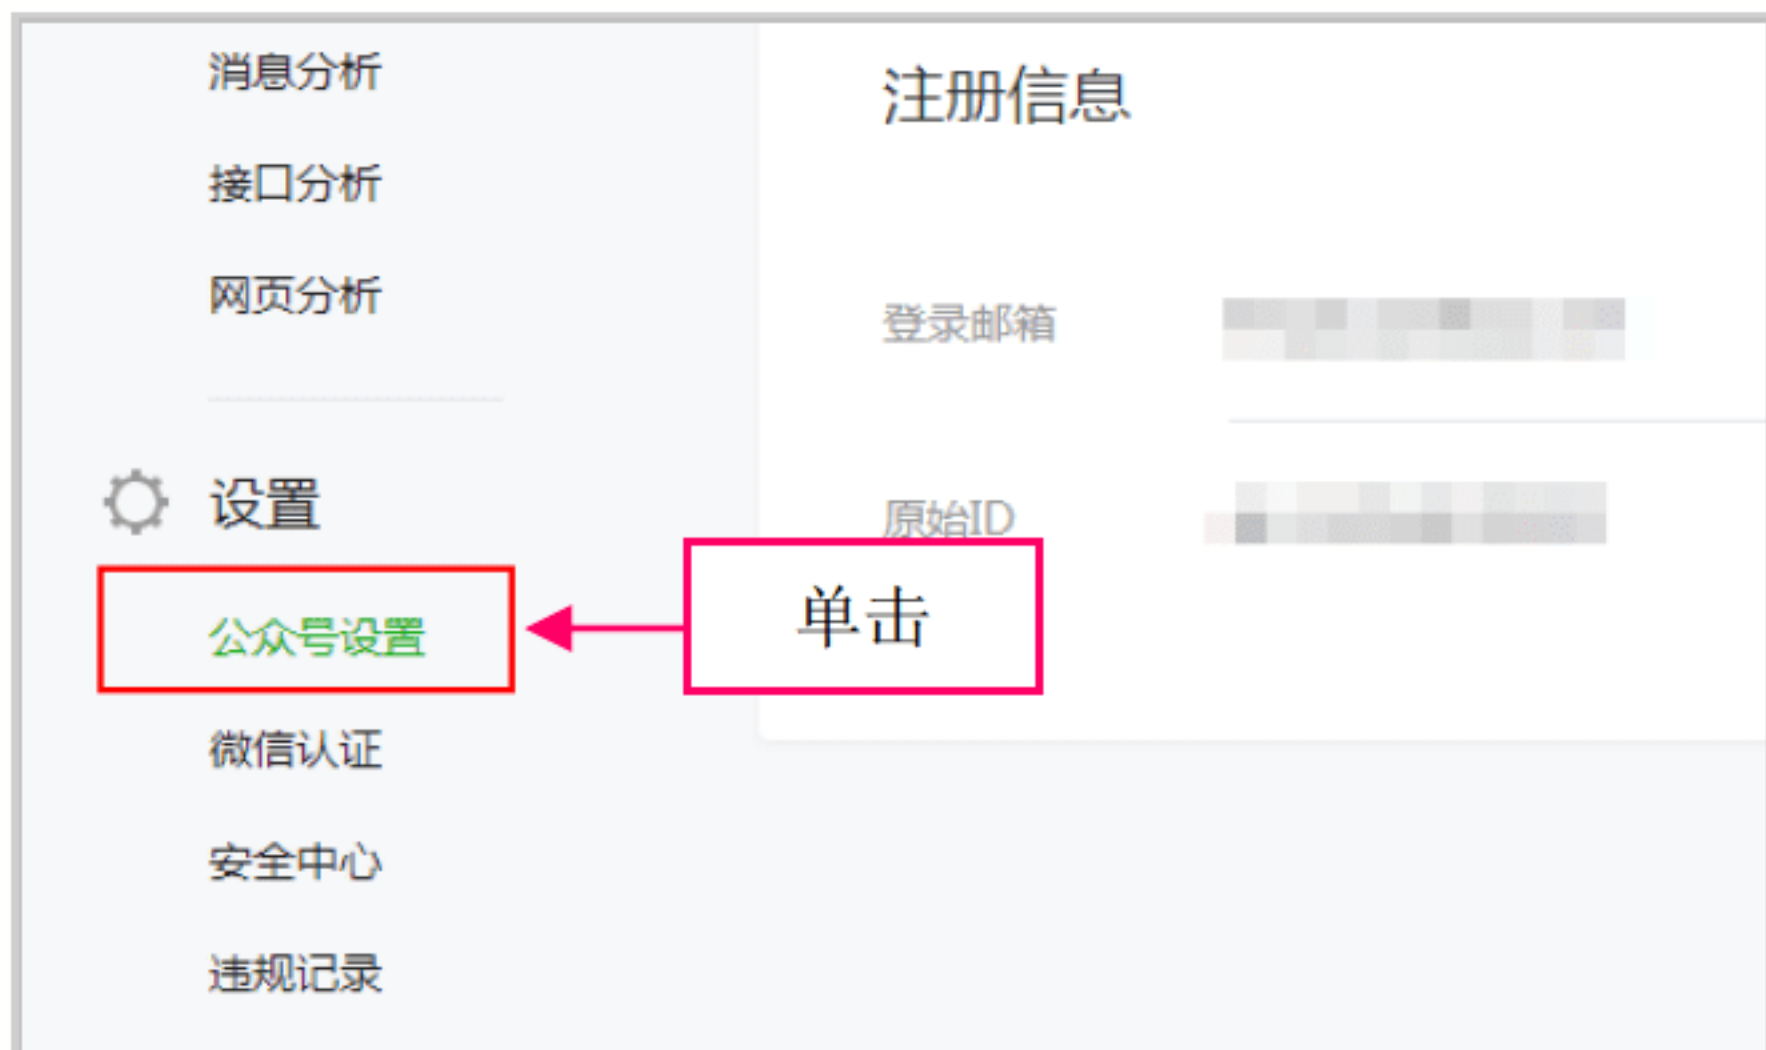 消息分析
接口分析
网页分析
设置
公众号设置
微信认证
安全中心
违规记录
注册信息
登录邮箱
原始ID
单击